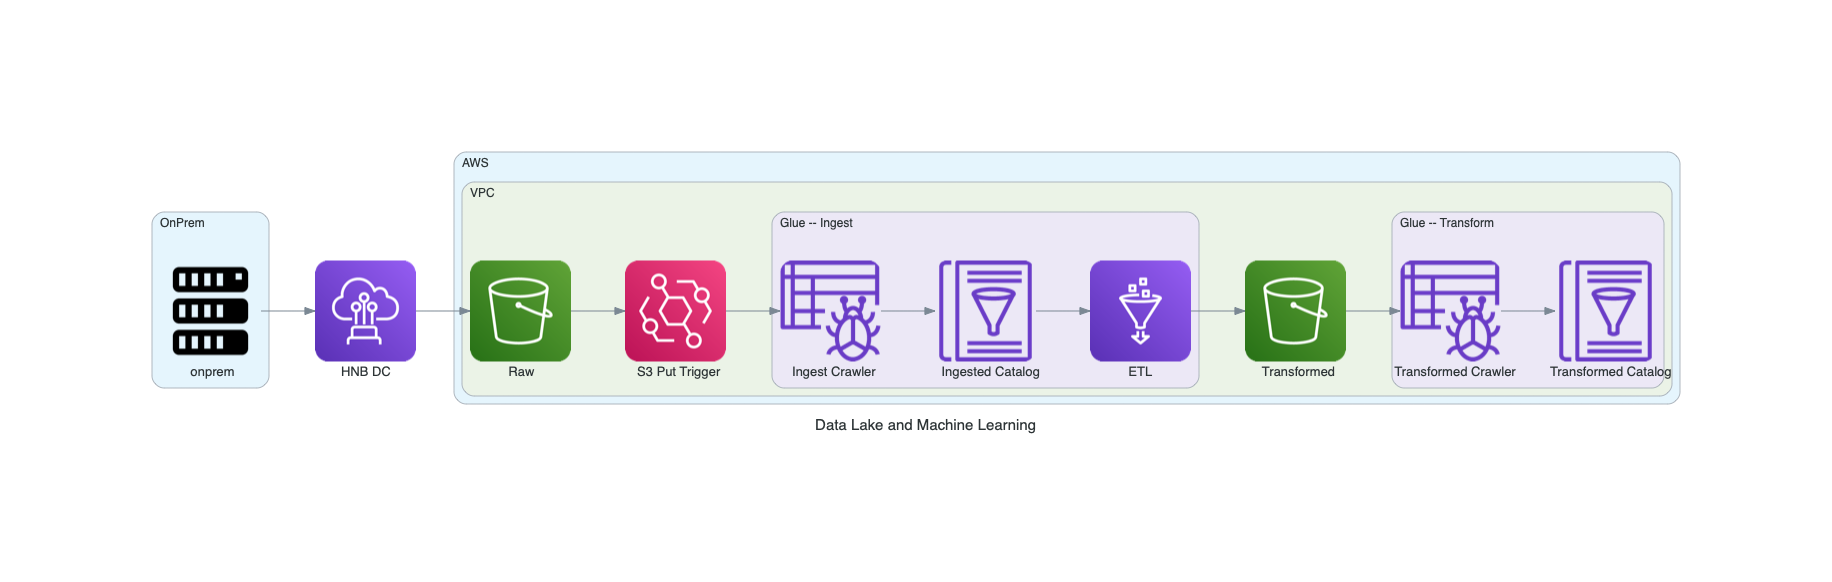 AWS
VPC
OnPrem
Glue -- Ingest
Glue -- Transform
onprem
HNB DC
Raw
S3 Put Trigger
Ingest Crawler
Ingested Catalog
ETL
Transformed
Transformed Crawler
Transformed Catalog
Data Lake and Machine Learning